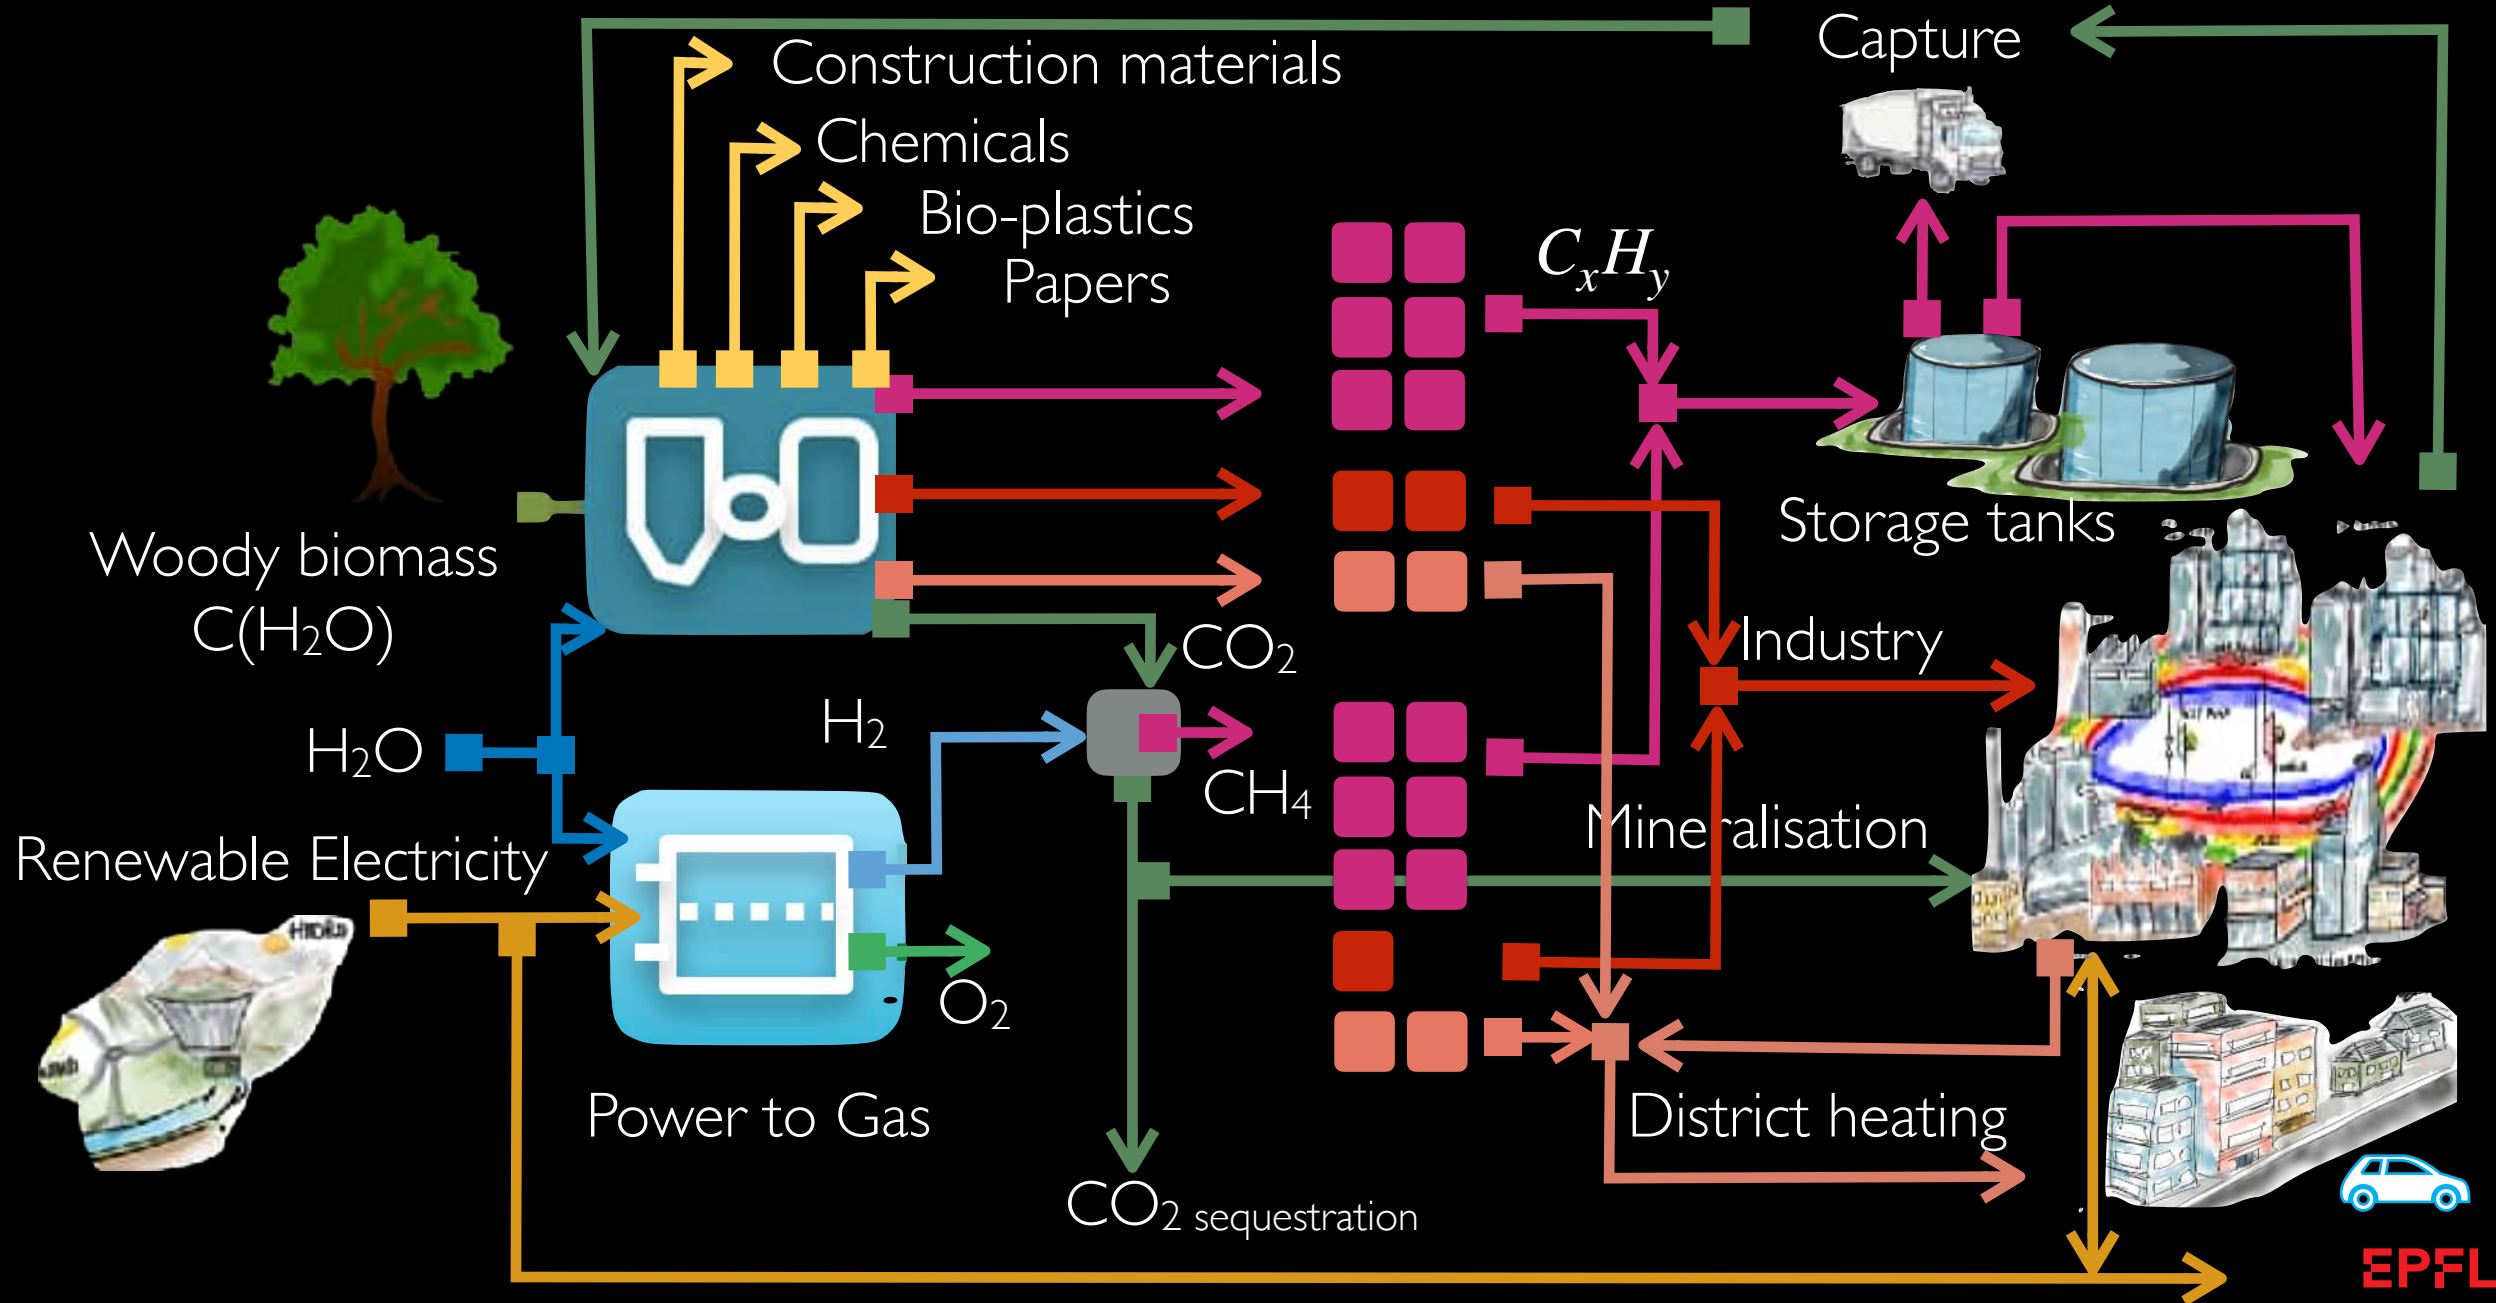 Capture
Construction materials
Chemicals
Bio-plastics
Papers
CxHy
Storage tanks
Woody biomass
C(H2O)
CO2
Industry
H2
H2O
CH4
Mineralisation
Renewable Electricity
HYDRO
O2
Power to Gas
District heating
CO2 sequestration
EPFL